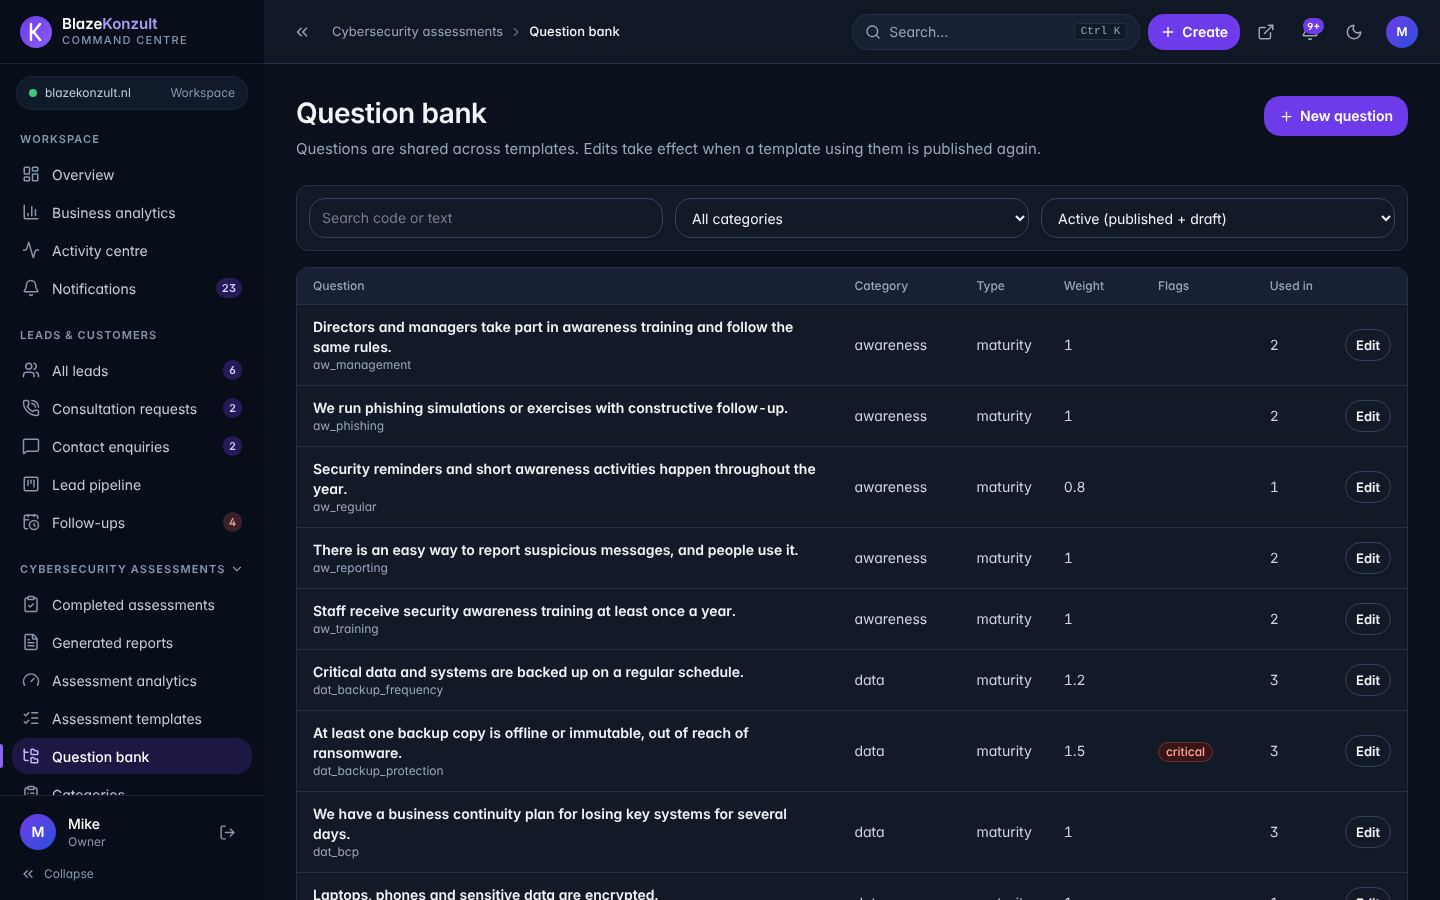 BlazeKonzult
COMMAND CENTRE
blazekonzult.nl Workspace
WORKSPACE
Overview
Business analytics
Activity centre
Notifications 23
LEADS & CUSTOMERS
All leads 6
Consultation requests 2
Contact enquiries 2
Lead pipeline
Follow-ups 4
CYBERSECURITY ASSESSMENTS
Completed assessments
Generated reports
Assessment analytics
Assessment templates
Question bank
Categories
M Mike
Owner
Collapse
Cybersecurity assessments > Question bank
Search... Ctrl K
+ Create
9+
M
Question bank
Questions are shared across templates. Edits take effect when a template using them is published again.
+ New question
Search code or text
All categories
Active (published + draft)
Question Category Type Weight Flags Used in
Directors and managers take part in awareness training and follow the
same rules.
aw_management
awareness maturity 1 2 Edit
We run phishing simulations or exercises with constructive follow-up.
aw_phishing
awareness maturity 1 2 Edit
Security reminders and short awareness activities happen throughout the
year.
aw_regular
awareness maturity 0.8 1 Edit
There is an easy way to report suspicious messages, and people use it.
aw_reporting
awareness maturity 1 2 Edit
Staff receive security awareness training at least once a year.
aw_training
awareness maturity 1 2 Edit
Critical data and systems are backed up on a regular schedule.
dat_backup_frequency
data maturity 1.2 3 Edit
At least one backup copy is offline or immutable, out of reach of
ransomware.
dat_backup_protection
data maturity 1.5 critical 3 Edit
We have a business continuity plan for losing key systems for several
days.
dat_bcp
data maturity 1 3 Edit
Laptops, phones and sensitive data are encrypted.